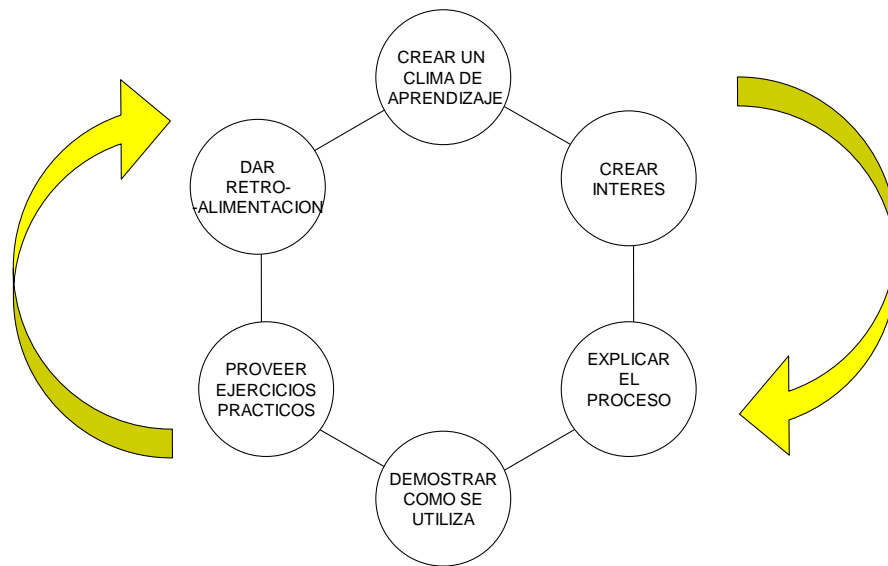 CREAR UN
CLIMA DE
APRENDIZAJE
CREAR
INTERES
EXPLICAR
EL
PROCESO
DEMOSTRAR
COMO SE
UTILIZA
PROVEER
EJERCICIOS
PRACTICOS
DAR
RETRO-
-ALIMENTACION